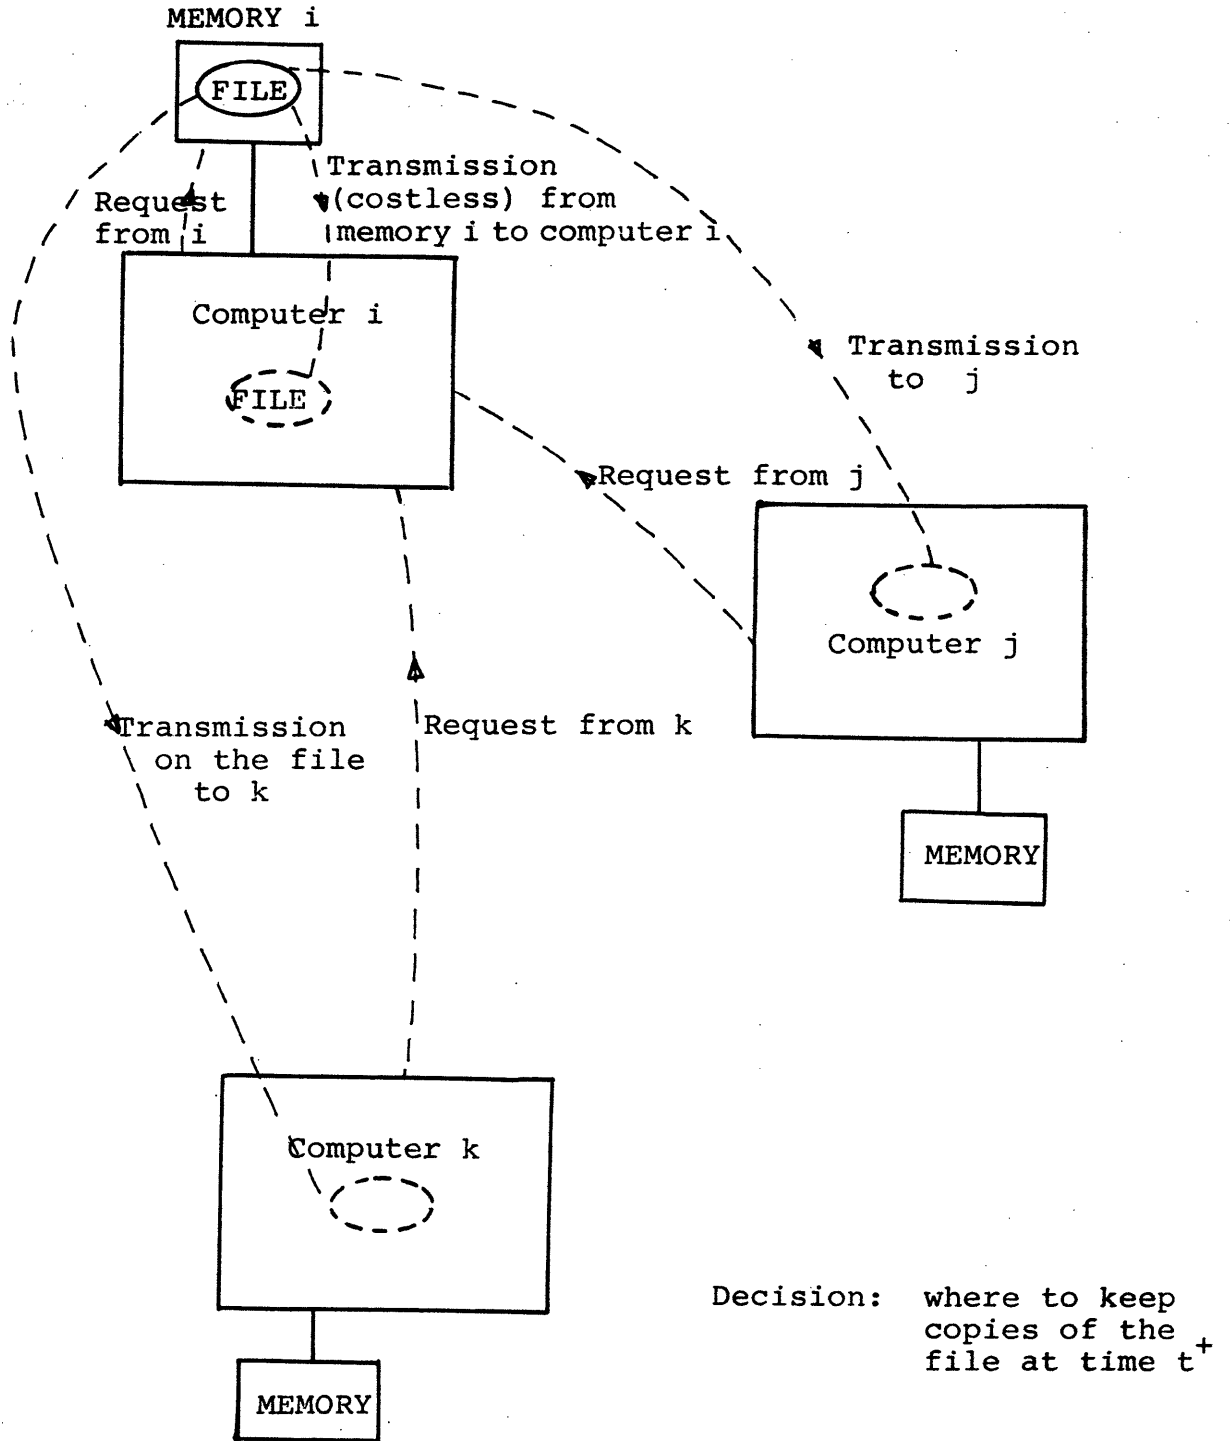 MEMORY i
FILE
Transmission
(costless) from
memory i to computer i
Request
from i
Computer i
FILE
Transmission
to j
Request from j
Computer j
MEMORY
Transmission
on the file
to k
Request from k
Computer k
MEMORY
Decision: where to keep
copies of the
file at time t+